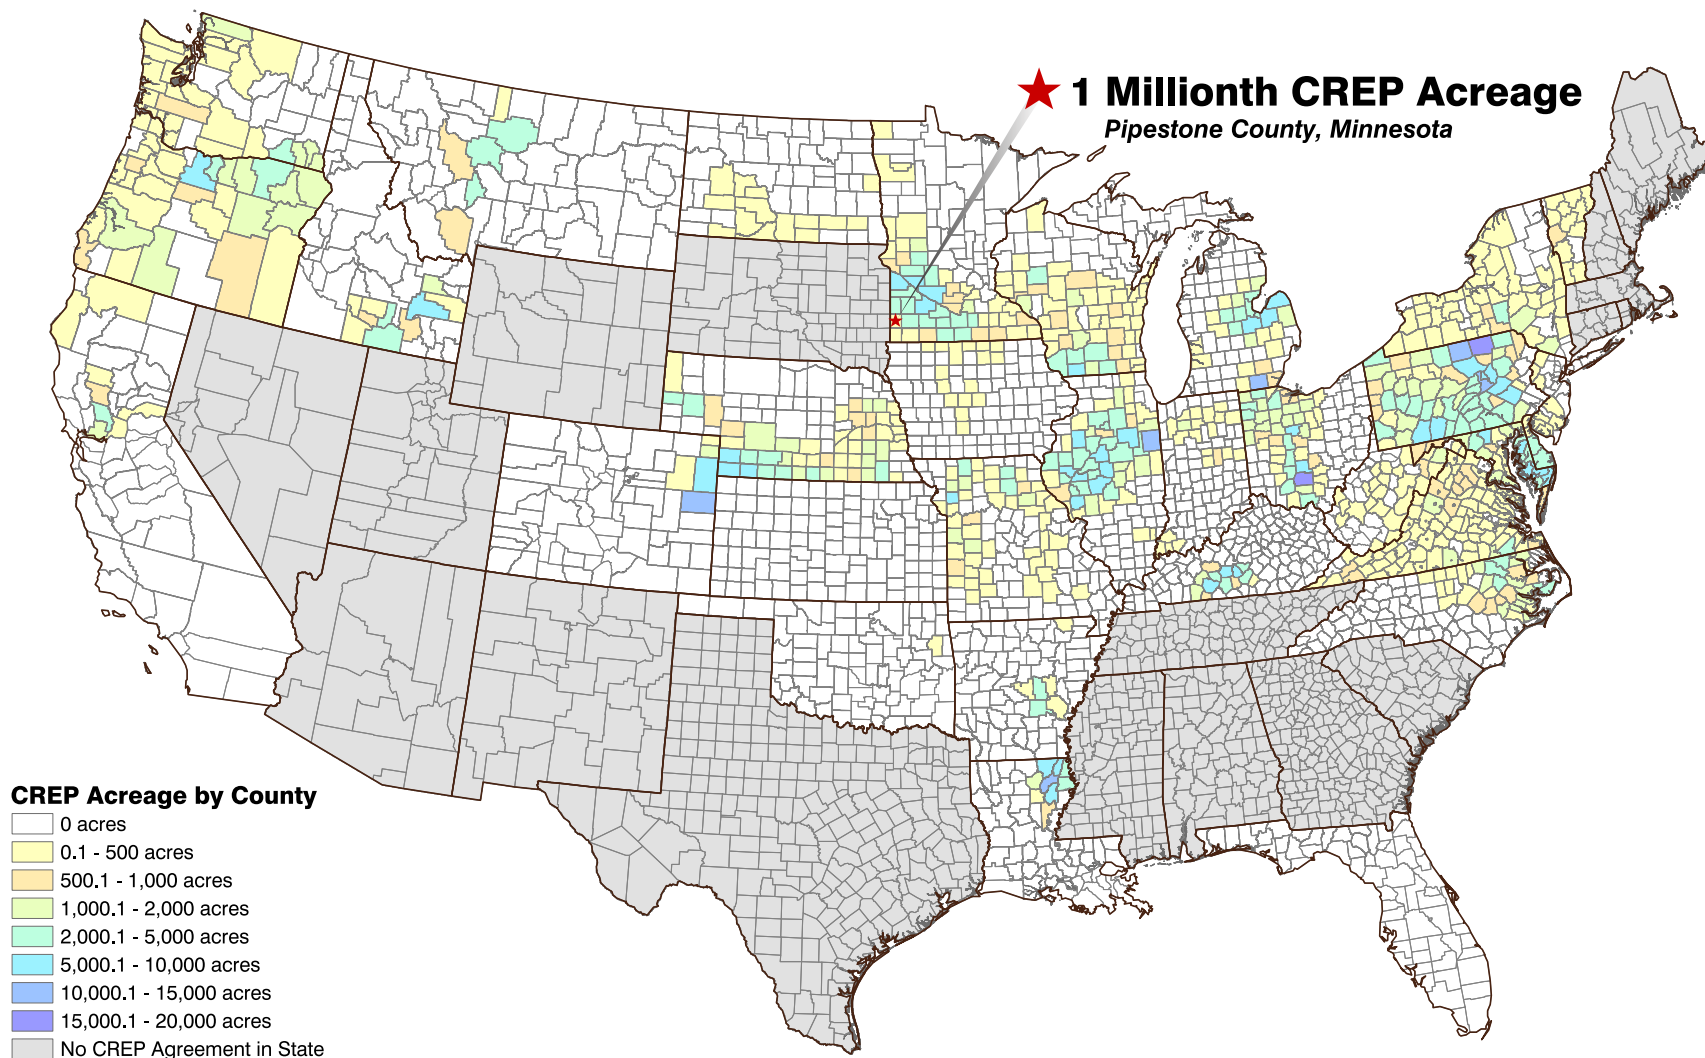 1 Millionth CREP Acreage
Pipestone County, Minnesota
CREP Acreage by County
0 acres
0.1 - 500 acres
500.1 - 1,000 acres
1,000.1 - 2,000 acres
2,000.1 - 5,000 acres
5,000.1 - 10,000 acres
10,000.1 - 15,000 acres
15,000.1 - 20,000 acres
No CREP Agreement in State